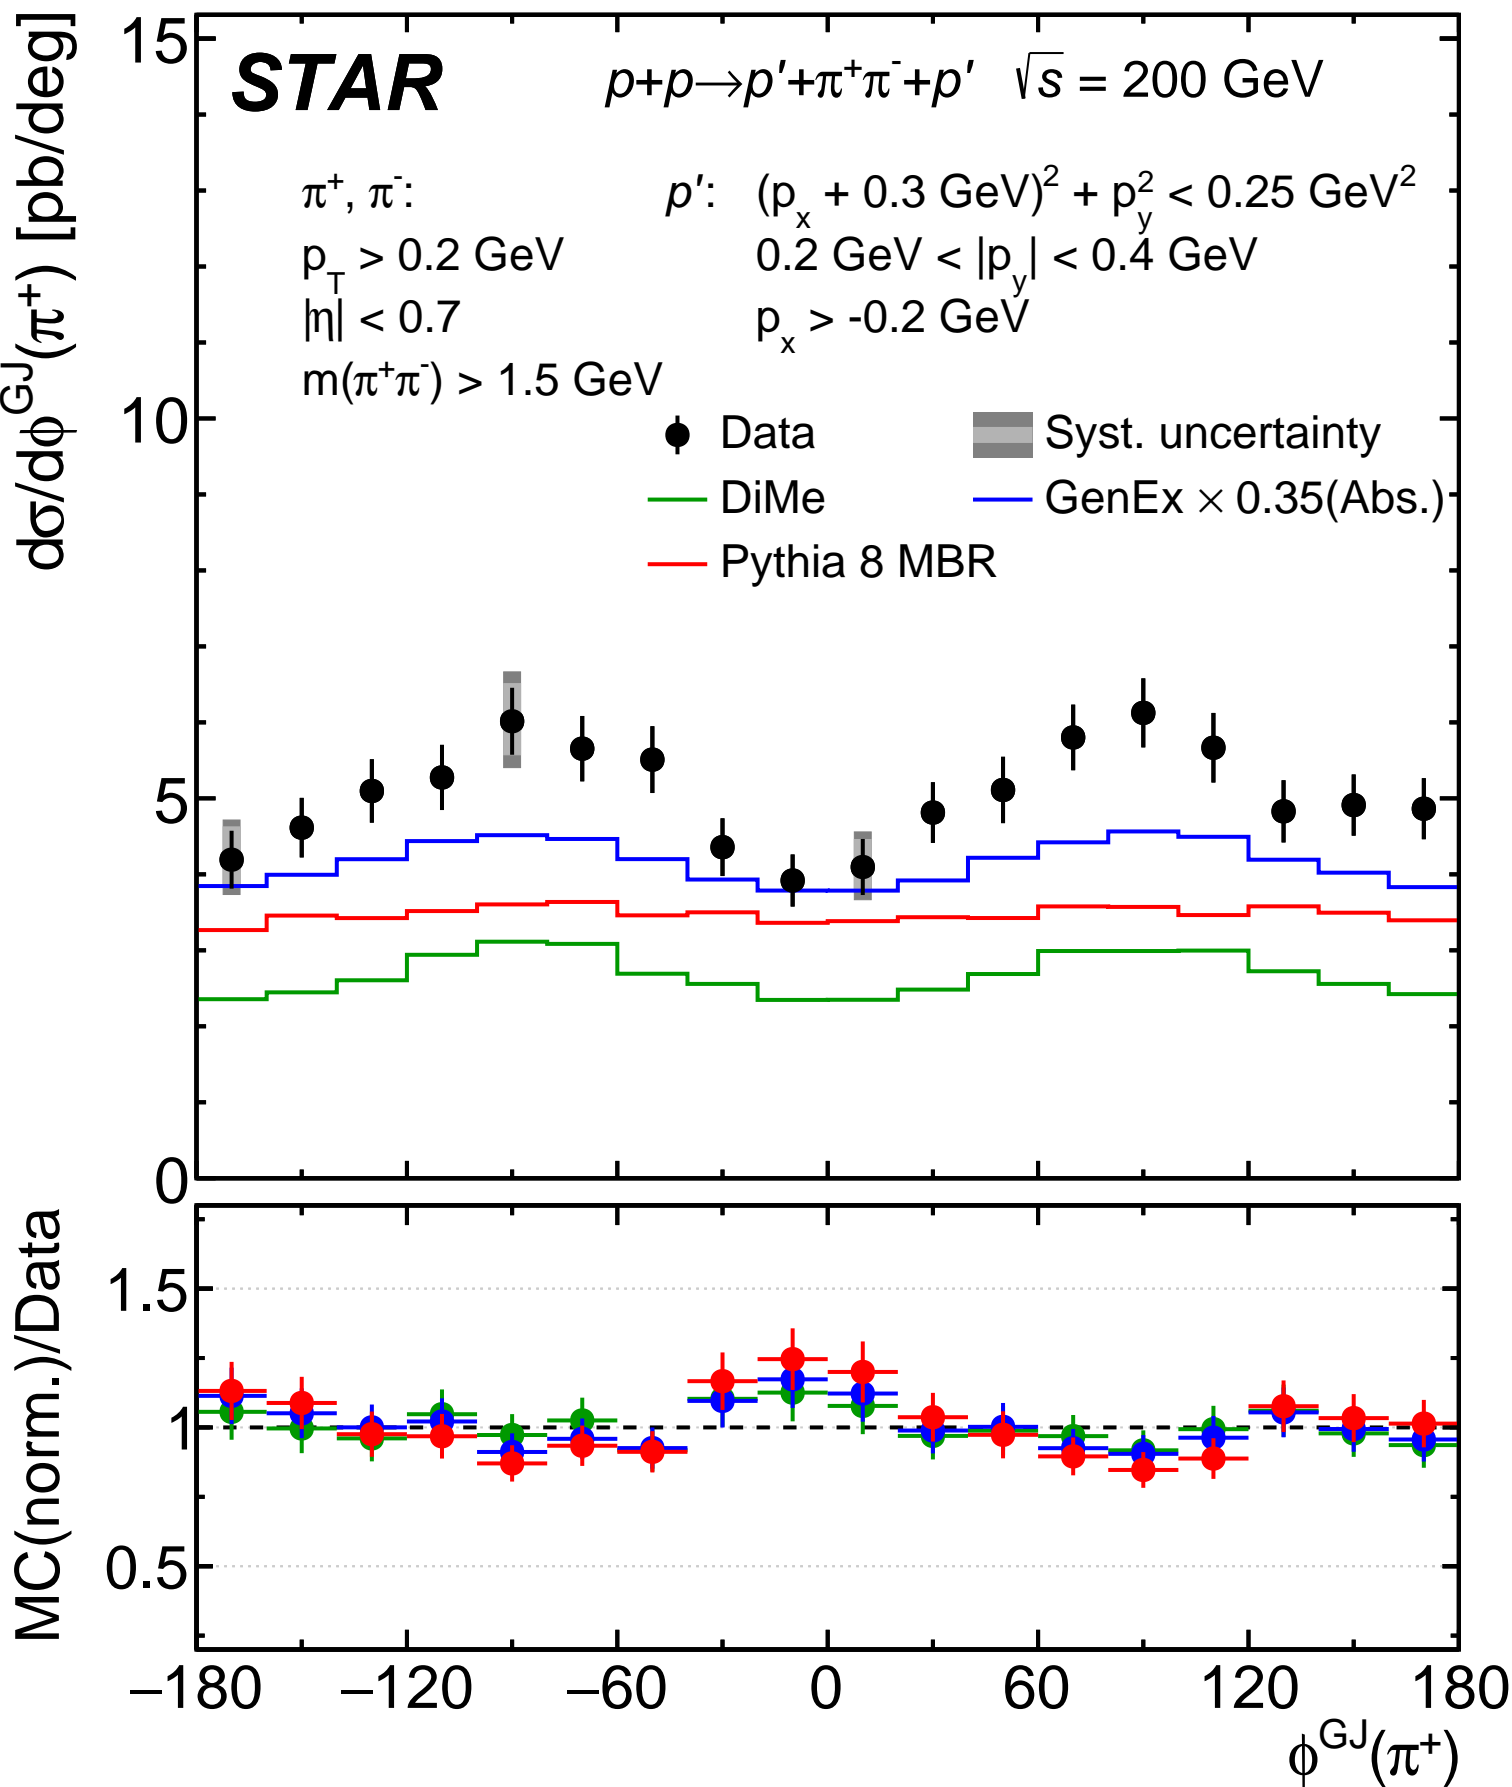 STAR p+p→p′+π⁺π⁻+p′ √s = 200 GeV
π⁺, π⁻: p′: (pₓ + 0.3 GeV)² + p_y² < 0.25 GeV²
p_T > 0.2 GeV 0.2 GeV < |p_y| < 0.4 GeV
|η| < 0.7 pₓ > -0.2 GeV
m(π⁺π⁻) > 1.5 GeV
Data Syst. uncertainty
DiMe GenEx × 0.35(Abs.)
Pythia 8 MBR
dσ/dϕ^GJ(π⁺) [pb/deg]
15
10
5
0
MC(norm.)/Data
1.5
1
0.5
−180 −120 −60 0 60 120 180
ϕ^GJ(π⁺)